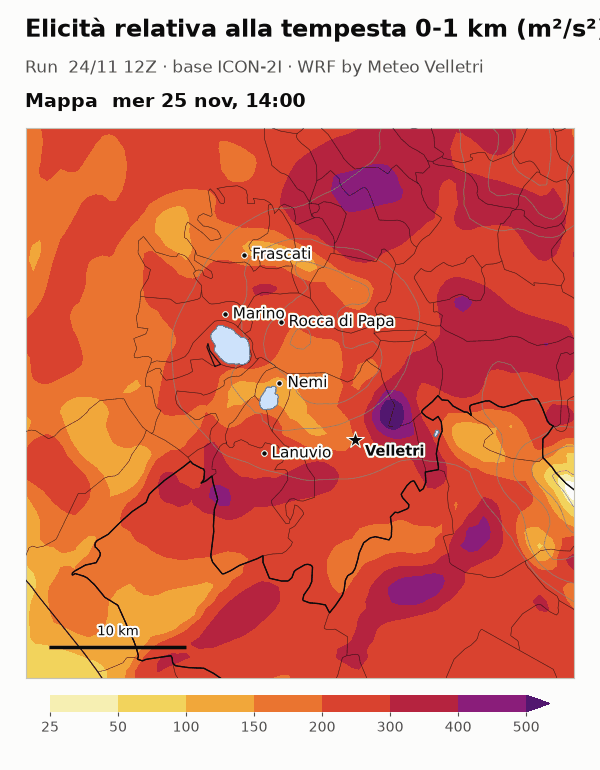 Elicità relativa alla tempesta 0-1 km (m²/s²)
Run 24/11 12Z · base ICON-2I · WRF by Meteo Velletri
Mappa mer 25 nov, 14:00
Frascati
Marino
Rocca di Papa
Nemi
Velletri
Lanuvio
10 km
25 50 100 150 200 300 400 500